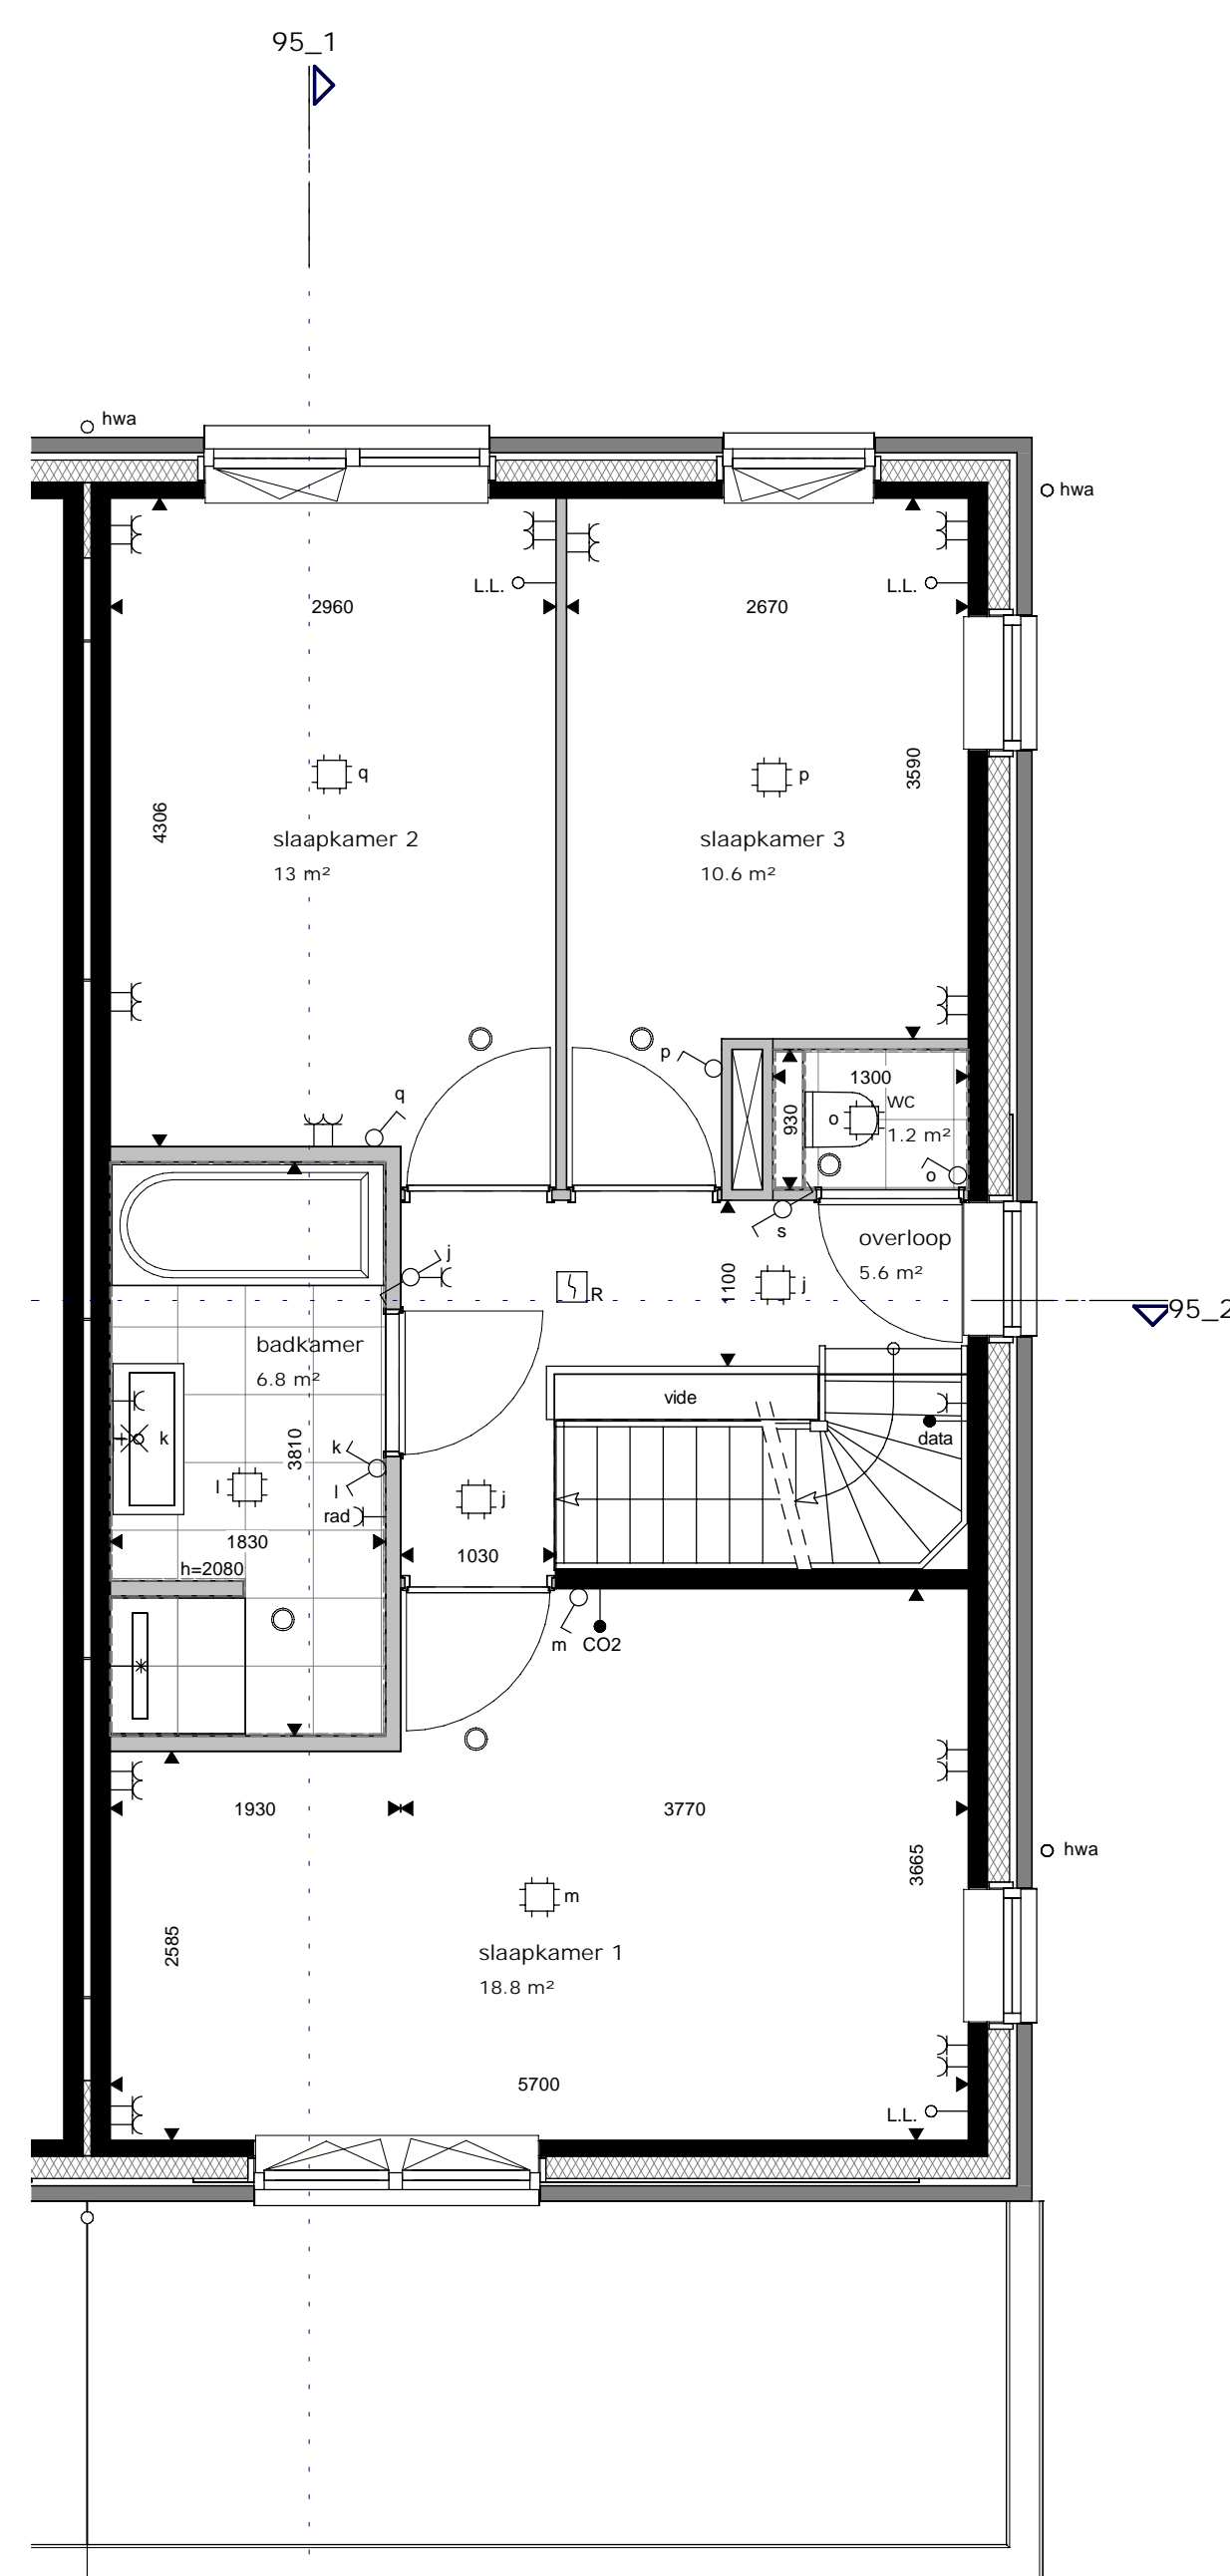 95_1
hwa
hwa
L.L.
L.L.
2960
2670
q
p
3590
4306
slaapkamer 2
13 m²
slaapkamer 3
10.6 m²
p
q
1300
WC
930
o
1.2 m²
o
s
j
overloop
5.6 m²
1100
j
R
95_2
badkamer
6.8 m²
vide
k
data
3810
k
l
l
rad
j
1830
1030
h=2080
m
CO2
1930
3770
hwa
3665
m
2585
slaapkamer 1
18.8 m²
5700
L.L.